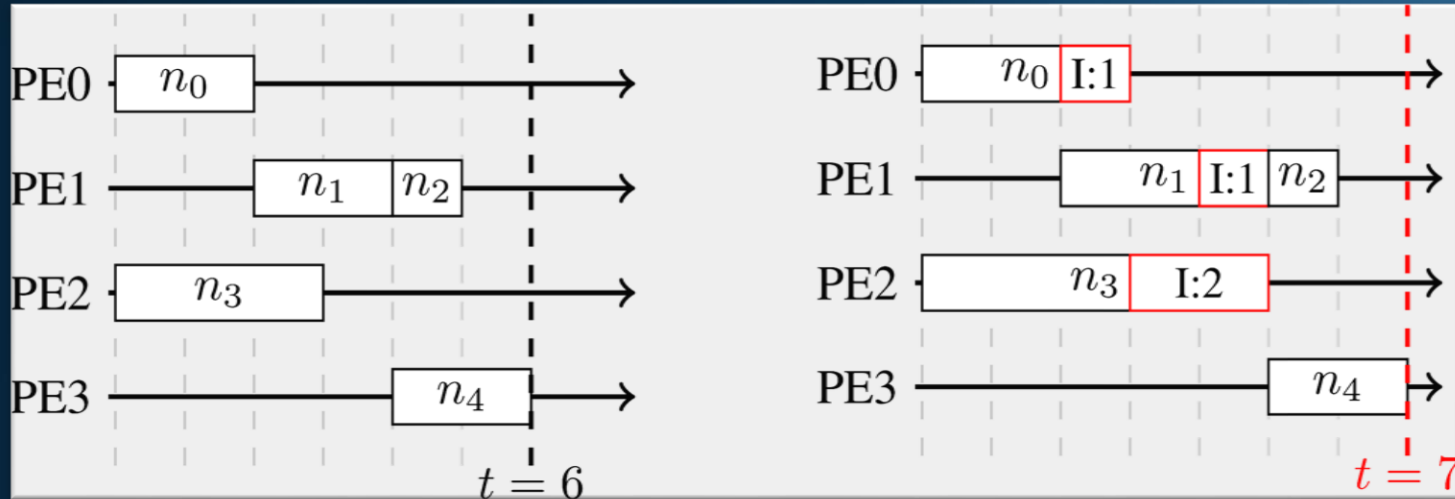 PE0 n₀
PE1 n₁ n₂
PE2 n₃
PE3 n₄
t = 6
PE0 n₀ I:1
PE1 n₁ I:1 n₂
PE2 n₃ I:2
PE3 n₄
t = 7